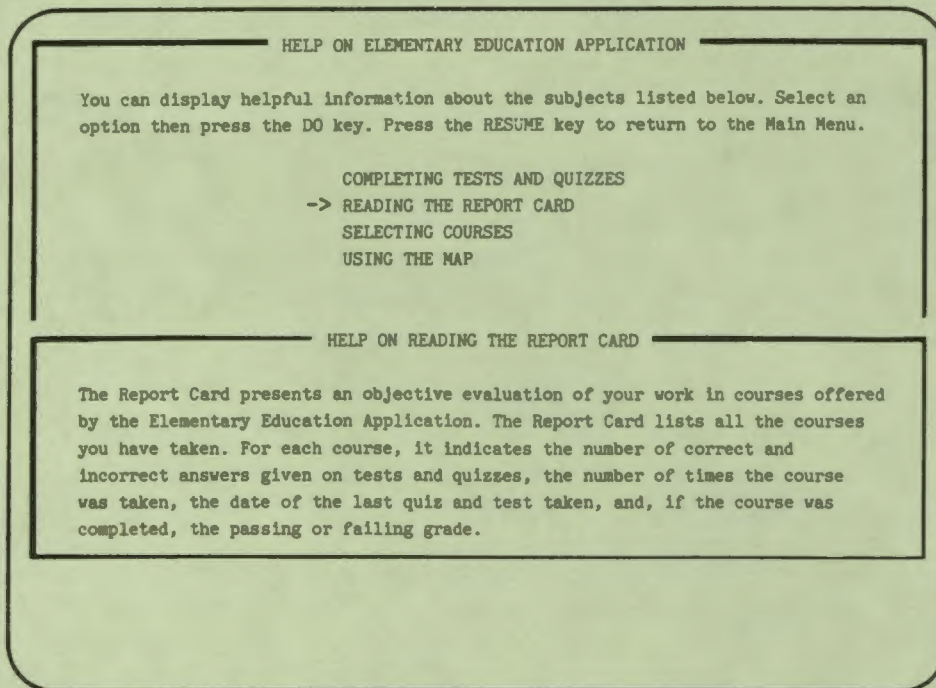 HELP ON ELEMENTARY EDUCATION APPLICATION
You can display helpful information about the subjects listed below. Select an
option then press the DO key. Press the RESUME key to return to the Main Menu.
COMPLETING TESTS AND QUIZZES
-> READING THE REPORT CARD
SELECTING COURSES
USING THE MAP
HELP ON READING THE REPORT CARD
The Report Card presents an objective evaluation of your work in courses offered
by the Elementary Education Application. The Report Card lists all the courses
you have taken. For each course, it indicates the number of correct and
incorrect answers given on tests and quizzes, the number of times the course
was taken, the date of the last quiz and test taken, and, if the course was
completed, the passing or failing grade.